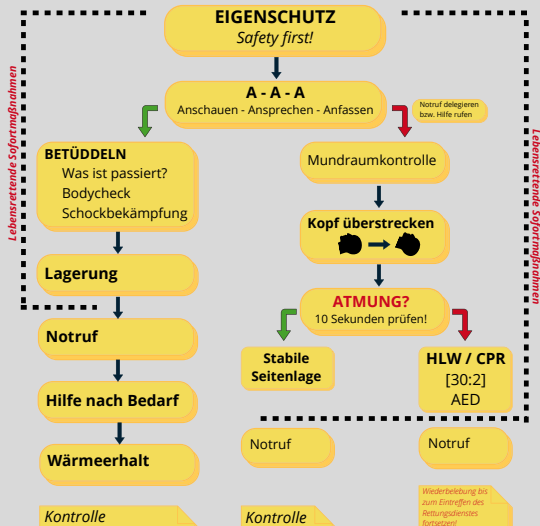 EIGENSCHUTZ
Safety first!
A - A - A
Anschauen - Ansprechen - Anfassen
Notruf delegieren
bzw. Hilfe rufen
Lebensrettende Sofortmaßnahmen
Lebensrettende Sofortmaßnahmen
BETÜDDELN
Was ist passiert?
Bodycheck
Schockbekämpfung
Lagerung
Notruf
Hilfe nach Bedarf
Wärmeerhalt
Kontrolle
Mundraumkontrolle
Kopf überstrecken
ATMUNG?
10 Sekunden prüfen!
Stabile
Seitenlage
Notruf
Kontrolle
HLW / CPR
[30:2]
AED
Notruf
Wiederbelebung bis
zum Eintreffen des
Rettungsdienstes
fortsetzen!